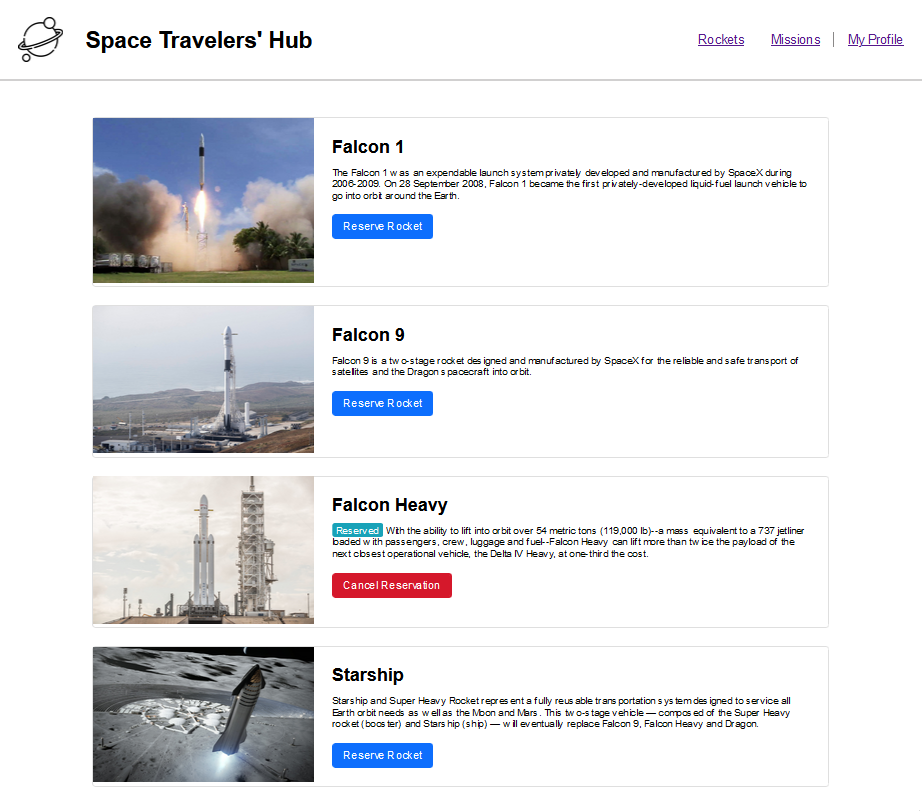 Space Travelers' Hub
Rockets Missions | My Profile
Falcon 1
The Falcon 1 was an expendable launch system privately developed and manufactured by SpaceX during
2006-2009. On 28 September 2008, Falcon 1 became the first privately-developed liquid-fuel launch vehicle to
go into orbit around the Earth.
Reserve Rocket
Falcon 9
Falcon 9 is a two-stage rocket designed and manufactured by SpaceX for the reliable and safe transport of
satellites and the Dragon spacecraft into orbit.
Reserve Rocket
Falcon Heavy
Reserved With the ability to lift into orbit over 54 metric tons (119,000 lb)--a mass equivalent to a 737 jetliner
loaded with passengers, crew, luggage and fuel--Falcon Heavy can lift more than twice the payload of the
next closest operational vehicle, the Delta IV Heavy, at one-third the cost.
Cancel Reservation
Starship
Starship and Super Heavy Rocket represent a fully reusable transportation system designed to service all
Earth orbit needs as well as the Moon and Mars. This two-stage vehicle — composed of the Super Heavy
rocket (booster) and Starship (ship) — will eventually replace Falcon 9, Falcon Heavy and Dragon.
Reserve Rocket